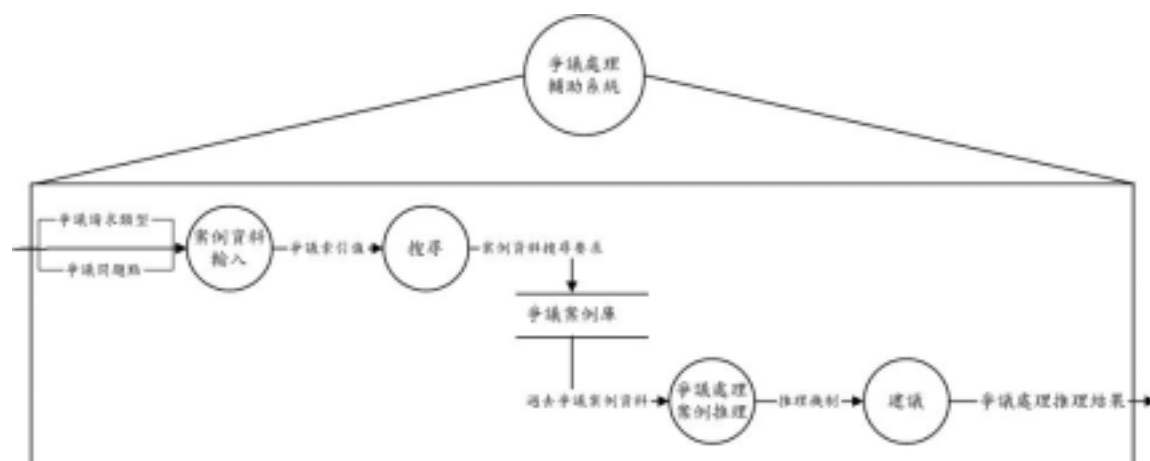 爭議處理
輔助系統
爭議請求類型
案例資料
輸入
爭議索引值
搜尋
案例資料搜尋要求
爭議問題點
爭議案例庫
過去爭議案例資料
爭議處理
案例推理
推理機制
建議
爭議處理推理結果